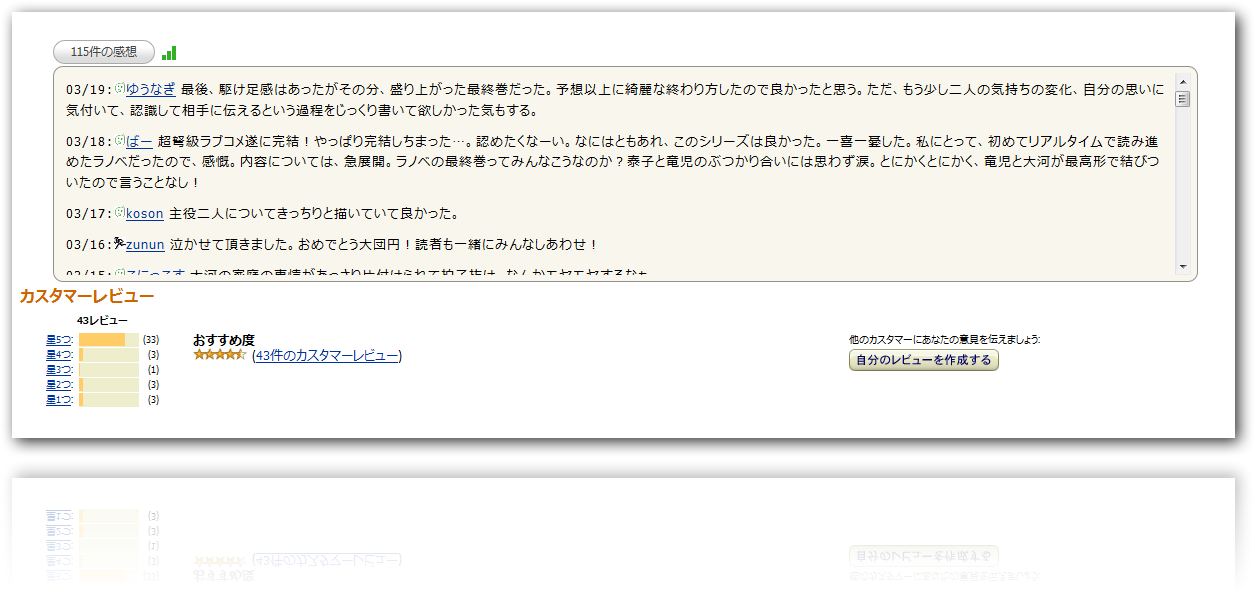 115件の感想
03/19:ゆうなぎ 最後、駆け足感はあったがその分、盛り上がった最終巻だった。予想以上に綺麗な終わり方したので良かったと思う。ただ、もう少し二人の気持ちの変化、自分の思いに
気付いて、認識して相手に伝えるという過程をじっくり書いて欲しかった気もする。
03/18:ばー 超弩級ラブコメ遂に完結！やっぱり完結しちまった…。認めたくなーい。なにはともあれ、このシリーズは良かった。一喜一憂した。私にとって、初めてリアルタイムで読み進
めたラノベだったので、感慨。内容については、急展開。ラノベの最終巻ってみんなこうなのか？泰子と竜児のぶつかり合いには思わず涙。とにかくとにかく、竜児と大河が最高形で結びつ
いたので言うことなし！
03/17:koson 主役二人についてきっちりと描いていて良かった。
03/16:zunun 泣かせて頂きました。おめでとう大団円！読者も一緒にみんなしあわせ！
カスタマーレビュー
43レビュー
星5つ: (33)
星4つ: (3)
星3つ: (1)
星2つ: (3)
星1つ: (3)
おすすめ度
(43件のカスタマーレビュー)
他のカスタマーにあなたの意見を伝えましょう:
自分のレビューを作成する